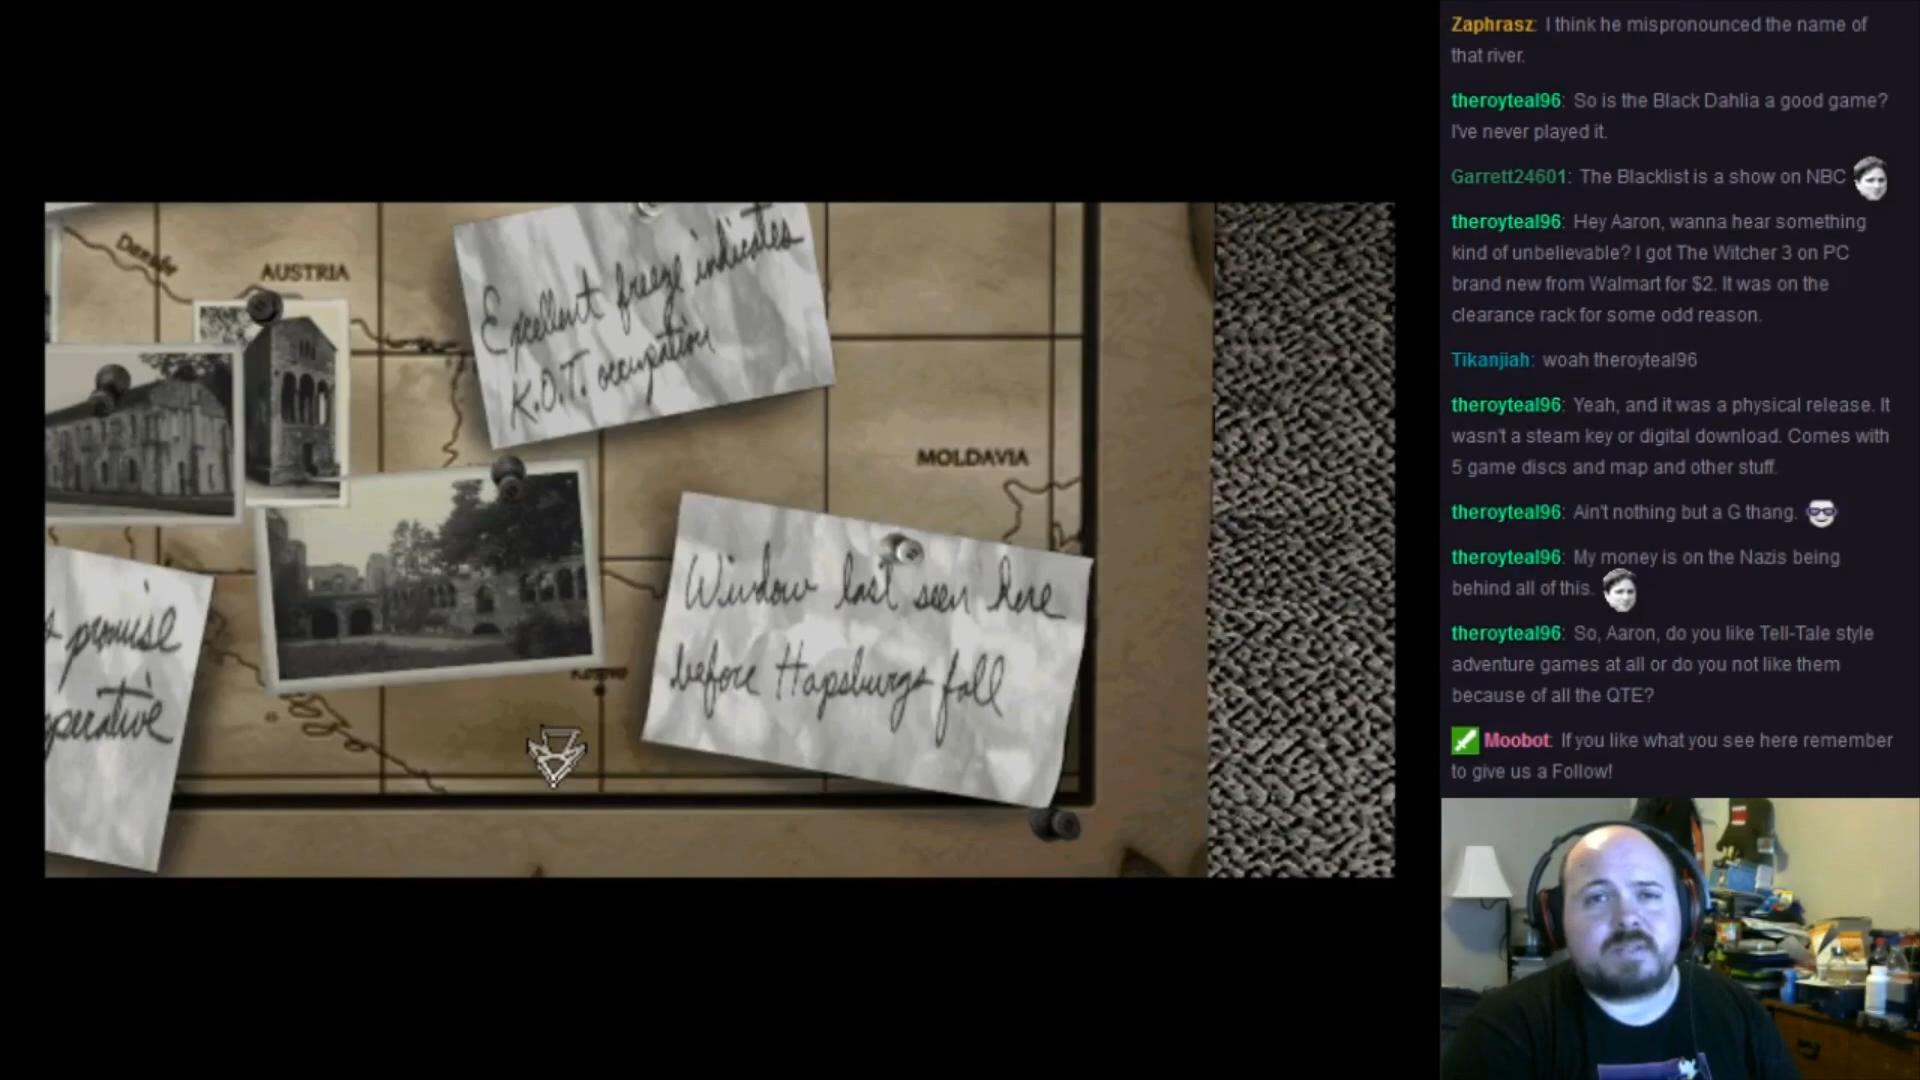 Danube
AUSTRIA
Excellent freeze indicates
K.O.T. occupation
MOLDAVIA
Window last seen here
before Hapsburgs fall
promise
Zaphrasz: I think he mispronounced the name of
that river.
theroyteal96: So is the Black Dahlia a good game?
I've never played it.
Garrett24601: The Blacklist is a show on NBC
theroyteal96: Hey Aaron, wanna hear something
kind of unbelievable? I got The Witcher 3 on PC
brand new from Walmart for $2. It was on the
clearance rack for some odd reason.
Tikanjiah: woah theroyteal96
theroyteal96: Yeah, and it was a physical release. It
wasn't a steam key or digital download. Comes with
5 game discs and map and other stuff.
theroyteal96: Ain't nothing but a G thang.
theroyteal96: My money is on the Nazis being
behind all of this.
theroyteal96: So, Aaron, do you like Tell-Tale style
adventure games at all or do you not like them
because of all the QTE?
Moobot: If you like what you see here remember
to give us a Follow!